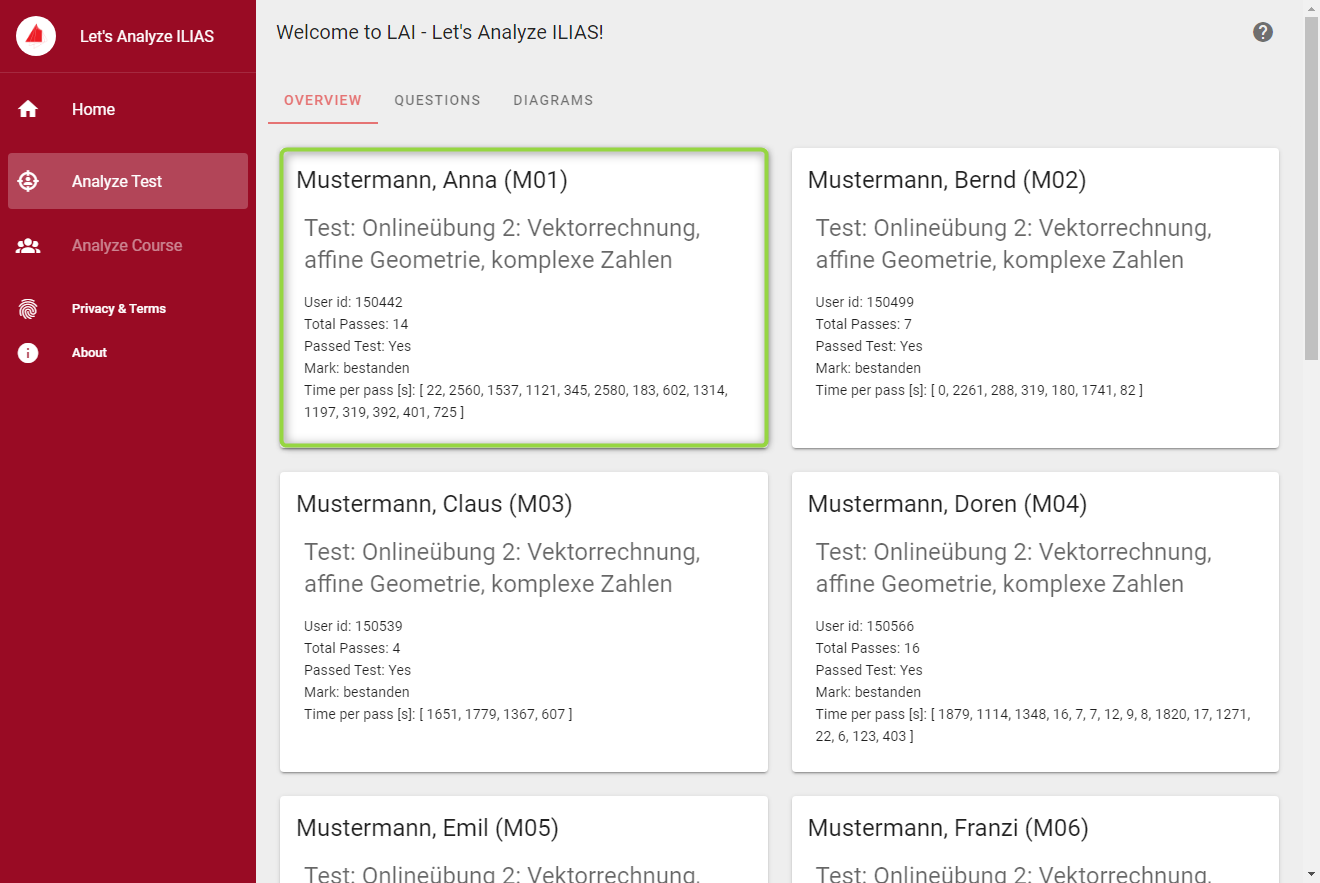 Let's Analyze ILIAS
Home
Analyze Test
Analyze Course
Privacy & Terms
About
Welcome to LAI - Let's Analyze ILIAS!
OVERVIEW
QUESTIONS
DIAGRAMS
Mustermann, Anna (M01)
Test: Onlineübung 2: Vektorrechnung,
affine Geometrie, komplexe Zahlen
User id: 150442
Total Passes: 14
Passed Test: Yes
Mark: bestanden
Time per pass [s]: [ 22, 2560, 1537, 1121, 345, 2580, 183, 602, 1314,
1197, 319, 392, 401, 725 ]
Mustermann, Bernd (M02)
Test: Onlineübung 2: Vektorrechnung,
affine Geometrie, komplexe Zahlen
User id: 150499
Total Passes: 7
Passed Test: Yes
Mark: bestanden
Time per pass [s]: [ 0, 2261, 288, 319, 180, 1741, 82 ]
Mustermann, Claus (M03)
Test: Onlineübung 2: Vektorrechnung,
affine Geometrie, komplexe Zahlen
User id: 150539
Total Passes: 4
Passed Test: Yes
Mark: bestanden
Time per pass [s]: [ 1651, 1779, 1367, 607 ]
Mustermann, Doren (M04)
Test: Onlineübung 2: Vektorrechnung,
affine Geometrie, komplexe Zahlen
User id: 150566
Total Passes: 16
Passed Test: Yes
Mark: bestanden
Time per pass [s]: [ 1879, 1114, 1348, 16, 7, 7, 12, 9, 8, 1820, 17, 1271,
22, 6, 123, 403 ]
Mustermann, Emil (M05)
Test: Onlineübung 2: Vektorrechnung,
Mustermann, Franzi (M06)
Test: Onlineübung 2: Vektorrechnung,